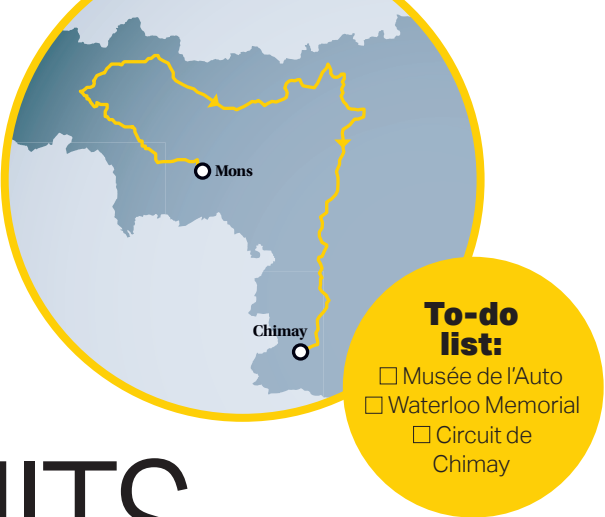 Mons
Chimay
To-do
list:
☐ Musée de l'Auto
☐ Waterloo Memorial
☐ Circuit de
Chimay